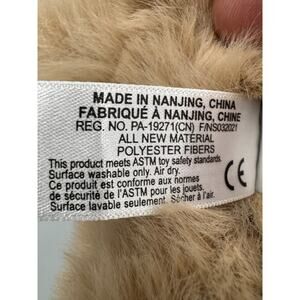 MADE IN NANJING, CHINA
FABRIQUÉ À NANJING, CHINE
REG. NO. PA-19271(CN) F/NS032021
ALL NEW MATERIAL
POLYESTER FIBERS
This product meets ASTM toy safety standards.
Surface washable only. Air dry.
Ce produit est conforme aux normes
de sécurité de l'ASTM pour les jouets.
Surface lavable seulement. Sécher à l'air.
CE